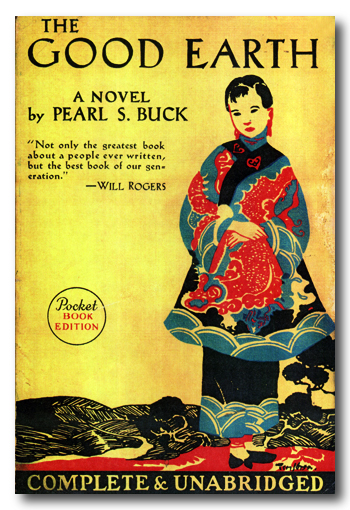 THE
GOOD EARTH
A NOVEL
by PEARL S. BUCK
"Not only the greatest book
about a people ever written,
but the best book of our gen-
eration."
—WILL ROGERS
Pocket
BOOK
EDITION
COMPLETE & UNABRIDGED